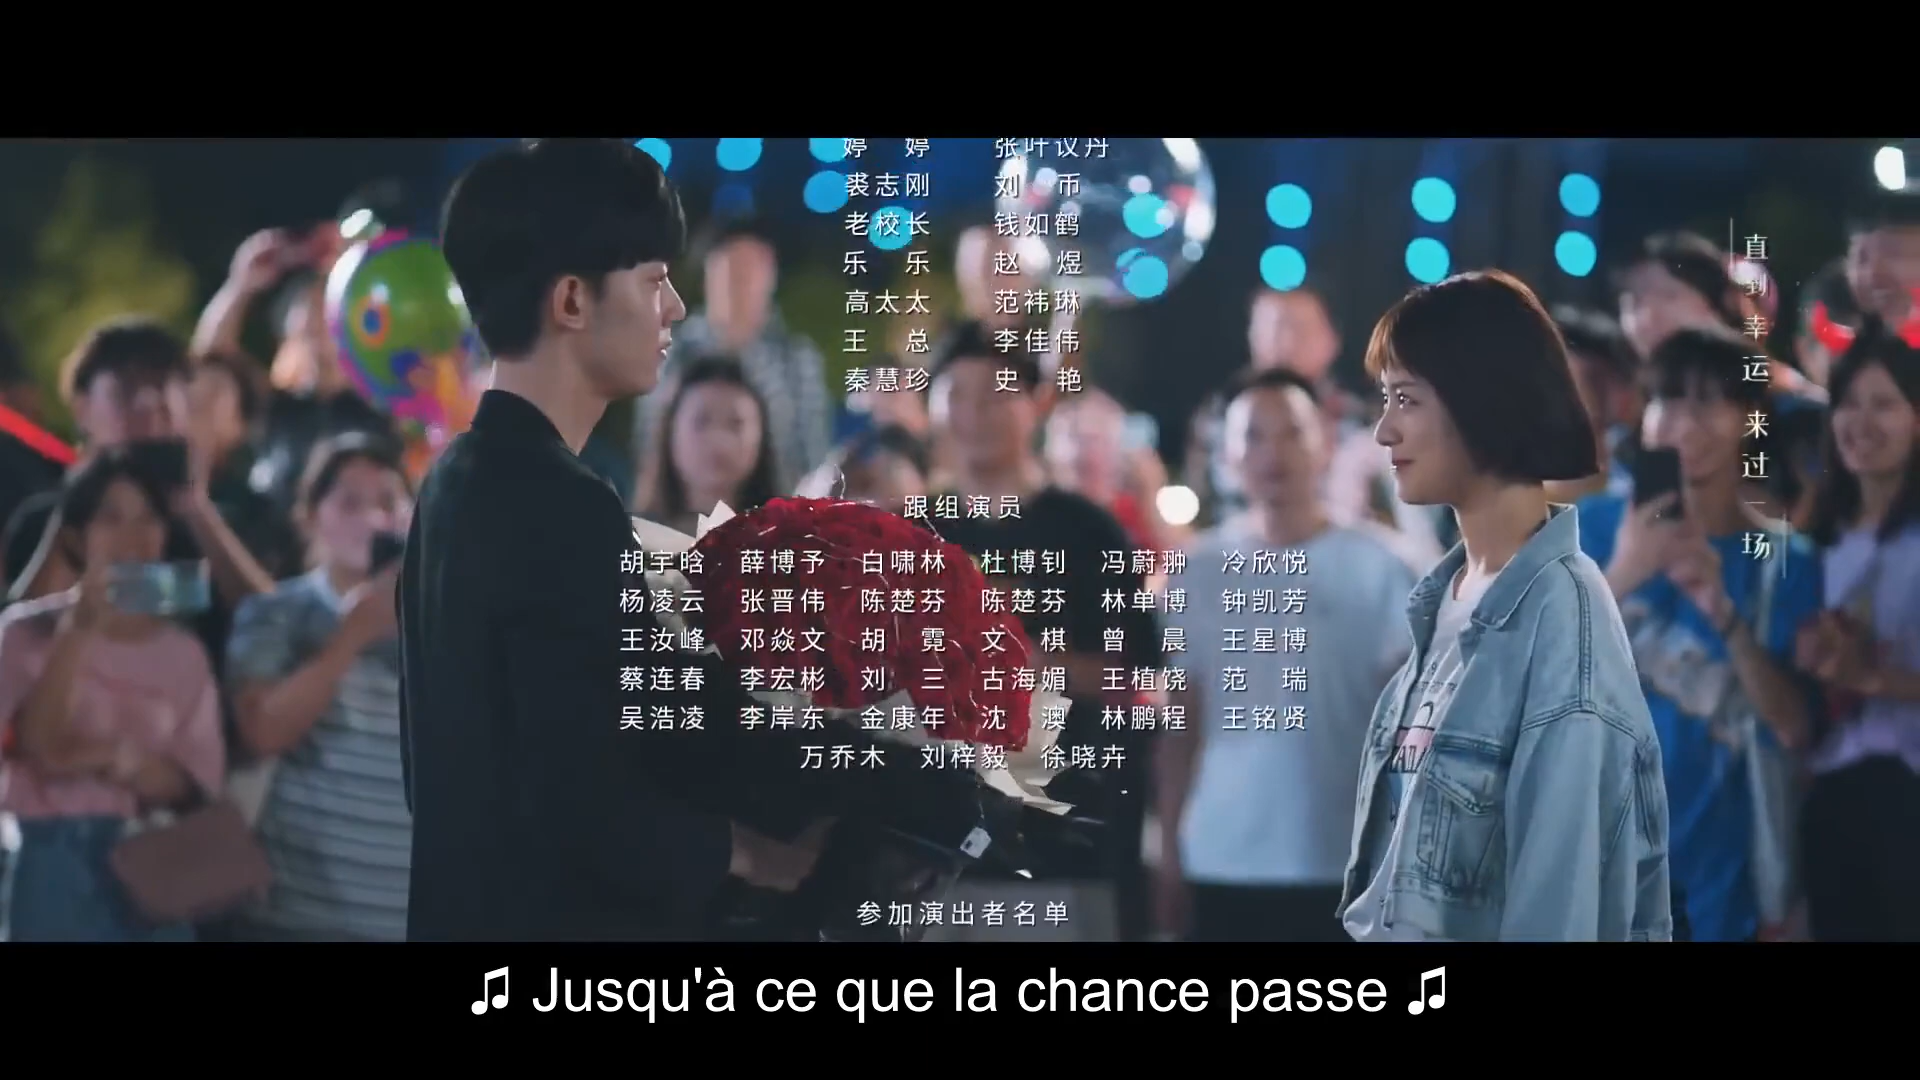 婷 婷 张叶议丹
裘志刚 刘 币
老校长 钱如鹤
乐 乐 赵 煜
高太太 范袆琳
王 总 李佳伟
秦慧珍 史 艳
直到幸运来过一场
跟组演员
胡宇晗 薛博予 白啸林 杜博钊 冯蔚翀 冷欣悦
杨凌云 张晋伟 陈楚芬 陈楚芬 林单博 钟凯芳
王汝峰 邓焱文 胡 霓 文 棋 曾 晨 王星博
蔡连春 李宏彬 刘 三 古海媚 王植饶 范 瑞
吴浩凌 李岸东 金康年 沈 澳 林鹏程 王铭贤
万乔木 刘梓毅 徐晓卉
参加演出者名单
♫ Jusqu'à ce que la chance passe ♫